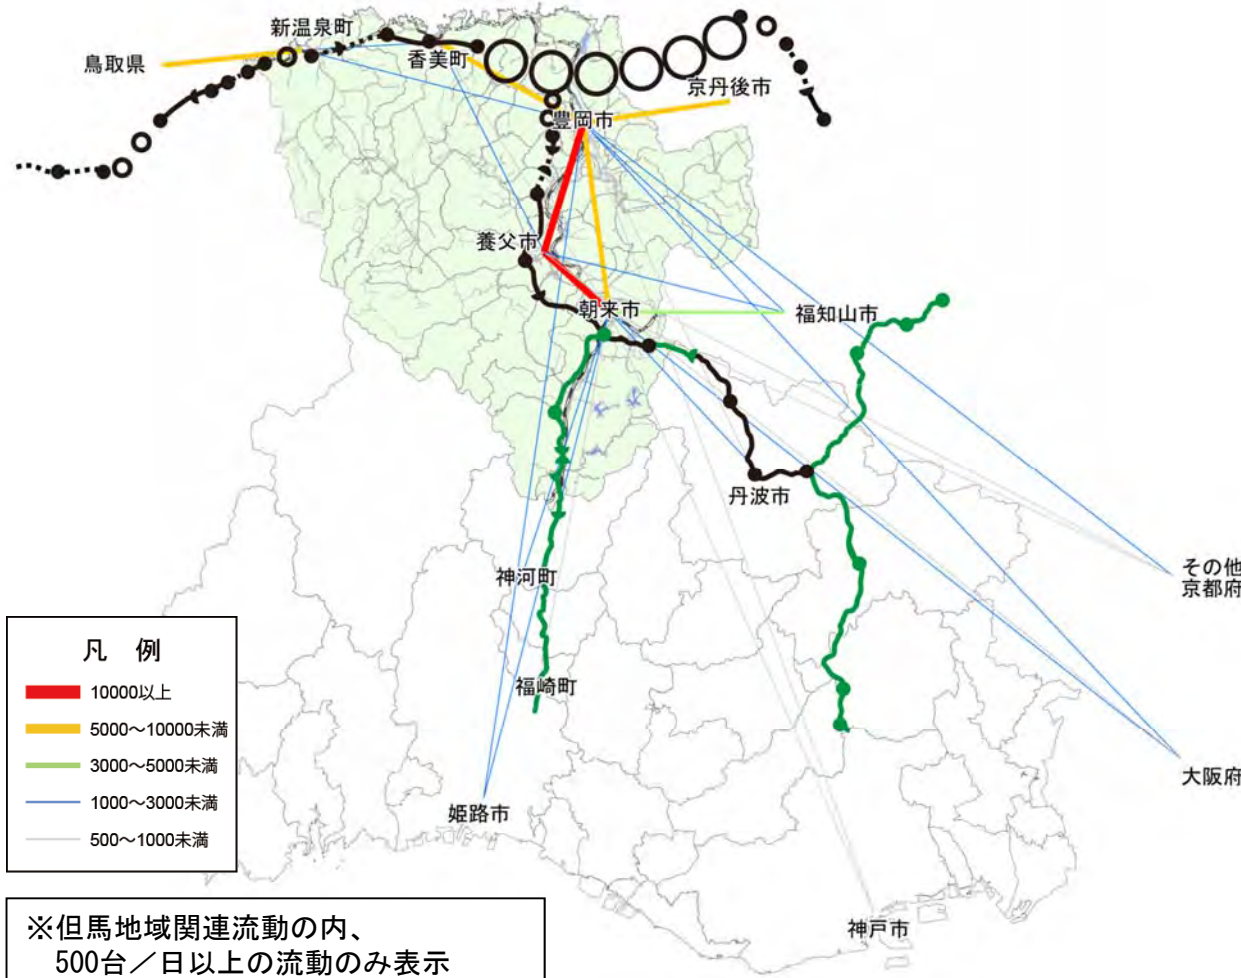 新温泉町
鳥取県
香美町
京丹後市
豊岡市
養父市
朝来市
福知山市
丹波市
その他
京都府
神河町
福崎町
大阪府
姫路市
神戸市
凡 例
10000以上
5000～10000未満
3000～5000未満
1000～3000未満
500～1000未満
※但馬地域関連流動の内、
500台／日以上の流動のみ表示